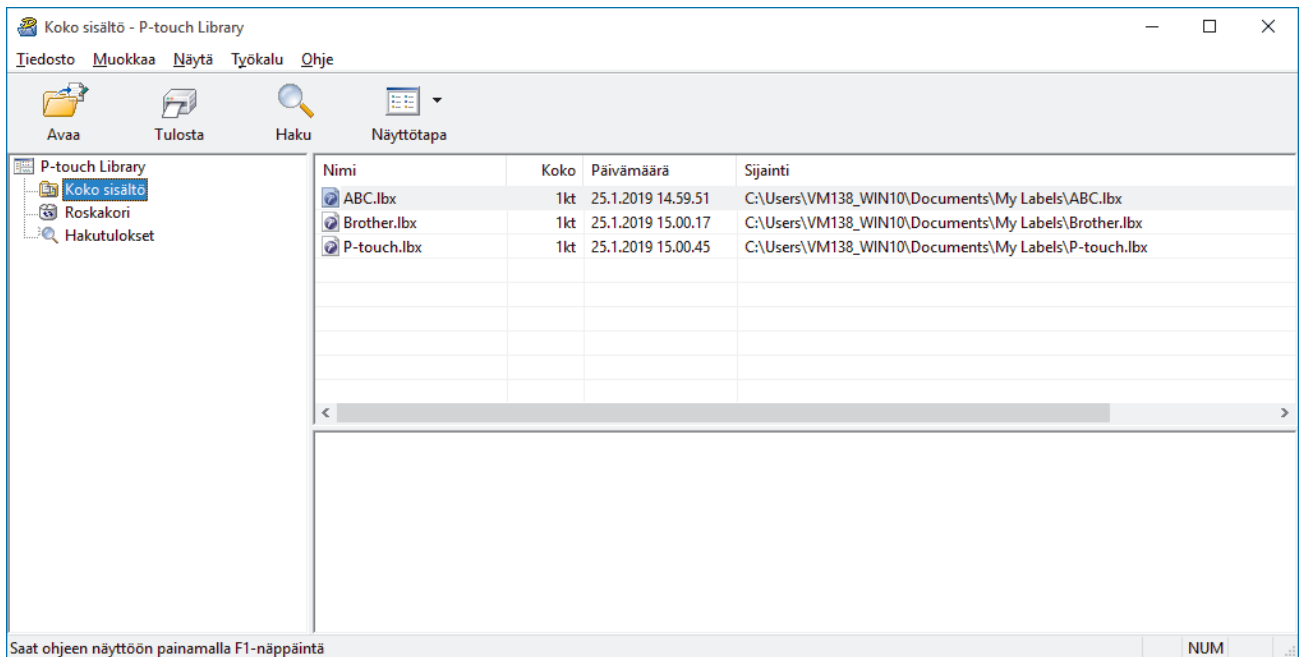 Koko sisältö - P-touch Library
Tiedosto Muokkaa Näytä Työkalu Ohje
Avaa Tulosta Haku Näyttötapa
P-touch Library
Koko sisältö
Roskakori
Hakutulokset
Nimi Koko Päivämäärä Sijainti
ABC.lbx 1kt 25.1.2019 14.59.51 C:\Users\VM138_WIN10\Documents\My Labels\ABC.lbx
Brother.lbx 1kt 25.1.2019 15.00.17 C:\Users\VM138_WIN10\Documents\My Labels\Brother.lbx
P-touch.lbx 1kt 25.1.2019 15.00.45 C:\Users\VM138_WIN10\Documents\My Labels\P-touch.lbx
Saat ohjeen näyttöön painamalla F1-näppäintä NUM